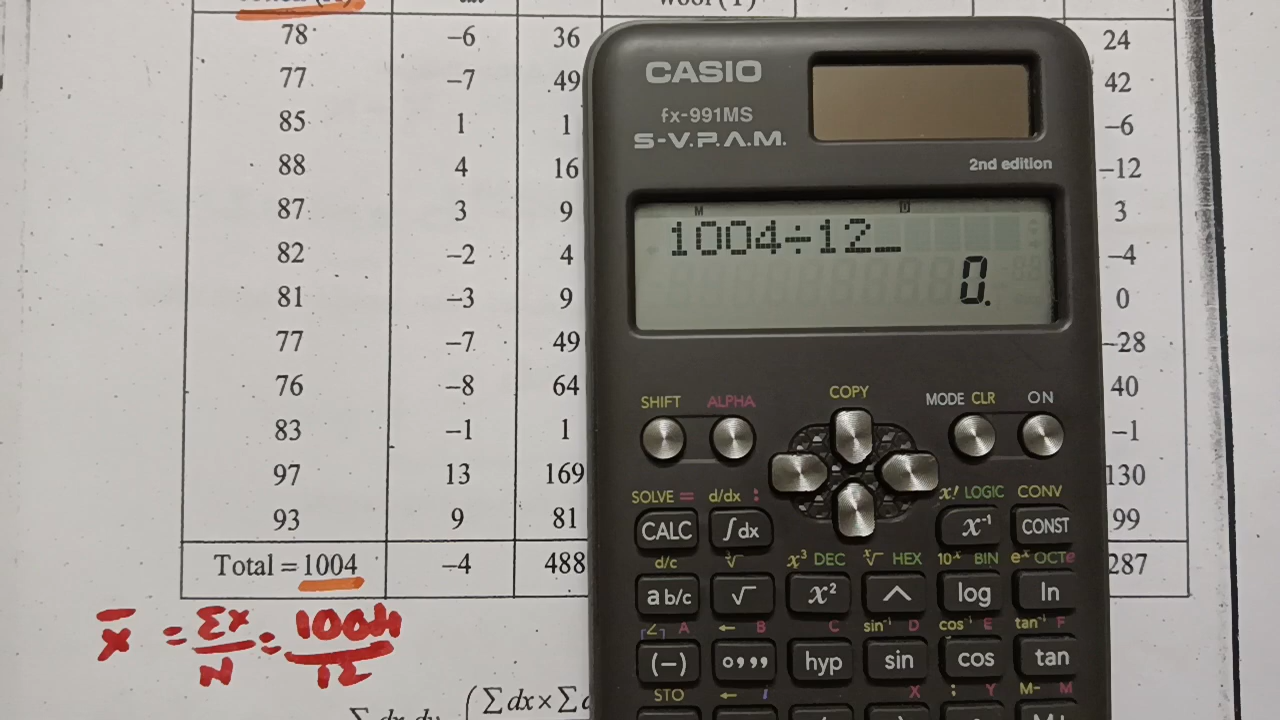 wool (Y)
78 –6 36 24
77 –7 49 42
85 1 1 –6
88 4 16 –12
87 3 9 3
82 –2 4 –4
81 –3 9 0
77 –7 49 –28
76 –8 64 40
83 –1 1 –1
97 13 169 130
93 9 81 99
Total = 1004 –4 488 287
x̄ = Σx/N = 1004/12
Σ dx × Σ d
CASIO
fx-991MS
S-V.P.A.M.
2nd edition
M D
1004÷12_
0.
COPY
SHIFT ALPHA MODE CLR ON
SOLVE = d/dx : x! LOGIC CONV
CALC ∫dx x⁻¹ CONST
d/c ³√ x³ DEC ˣ√ HEX 10ˣ BIN eˣ OCT e
a b/c √ x² ^ log ln
∠ A ← B C sin⁻¹ D cos⁻¹ E tan⁻¹ F
(−) °,,, hyp sin cos tan
STO ← i X ; Y M– M